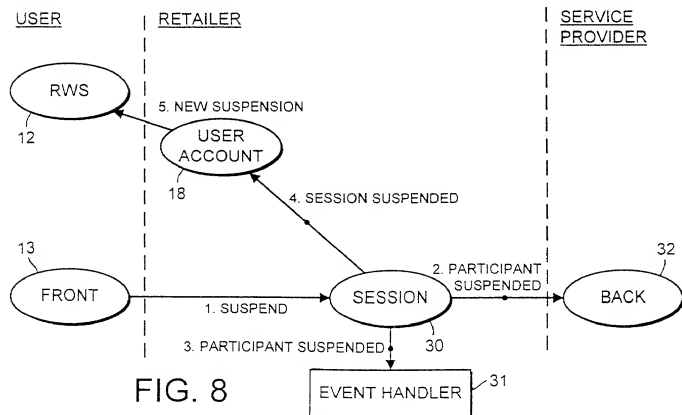 USER
RETAILER
SERVICE
PROVIDER
RWS
12
5. NEW SUSPENSION
USER
ACCOUNT
18
4. SESSION SUSPENDED
13
FRONT
1. SUSPEND
SESSION
30
2. PARTICIPANT
SUSPENDED
32
BACK
3. PARTICIPANT SUSPENDED
EVENT HANDLER
31
FIG. 8